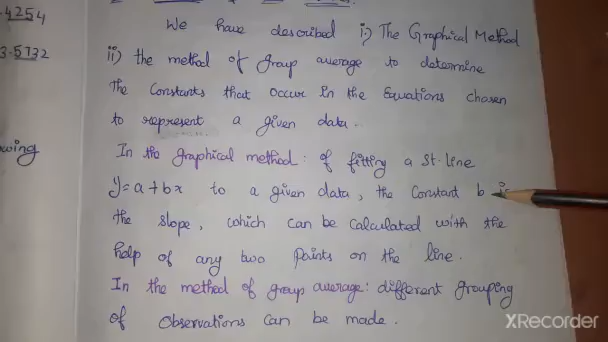 .4254
3.5732
owing
We have described i) The Graphical Method
ii) the method of group average to determine
the constants that occur in the Equations chosen
to represent a given data.
In the graphical method: of fitting a st. line
y = a + bx to a given data, the constant b is
the slope, which can be calculated with the
help of any two points on the line.
In the method of group average: different grouping
of observations can be made.
XRecorder